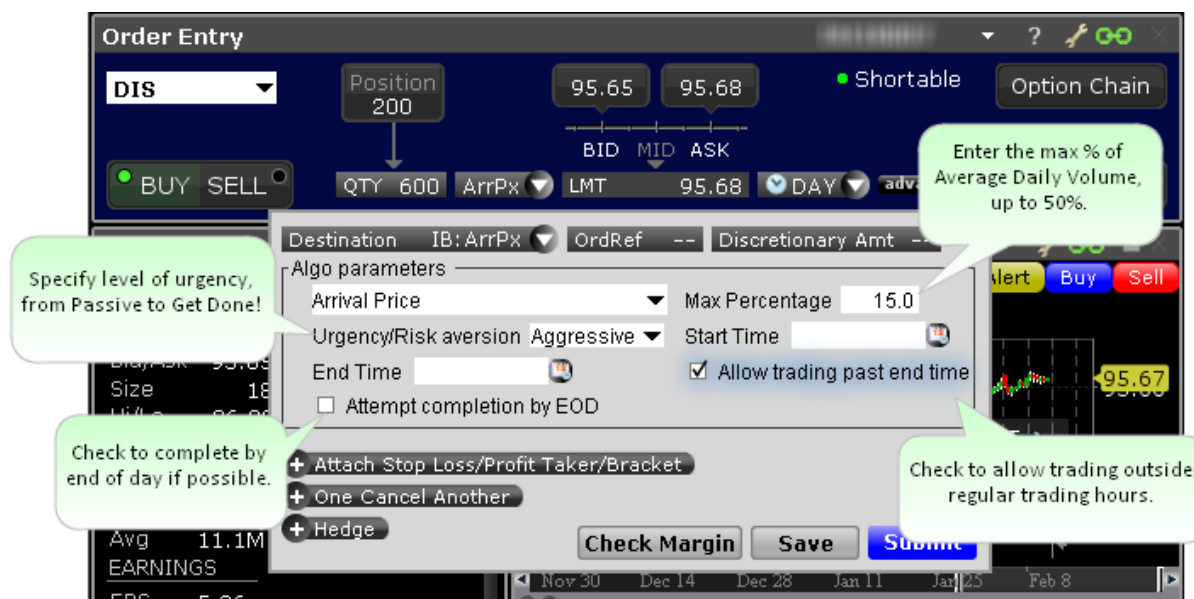 Order Entry
?
DIS
Position
200
95.65
95.68
Shortable
Option Chain
BID MID ASK
BUY SELL
QTY 600
ArrPx
LMT 95.68
DAY
adva
Enter the max % of
Average Daily Volume,
up to 50%.
Destination IB:ArrPx
OrdRef --
Discretionary Amt --
Specify level of urgency,
from Passive to Get Done!
Algo parameters
Arrival Price
Max Percentage 15.0
Urgency/Risk aversion Aggressive
Start Time
End Time
Allow trading past end time
Attempt completion by EOD
Alert
Buy
Sell
95.67
Size 18
Check to complete by
end of day if possible.
Check to allow trading outside
regular trading hours.
+ Attach Stop Loss/Profit Taker/Bracket
+ One Cancel Another
+ Hedge
Check Margin
Save
Submit
Avg 11.1M
EARNINGS
Nov 30 Dec 14 Dec 28 Jan 11 Jan 25 Feb 8